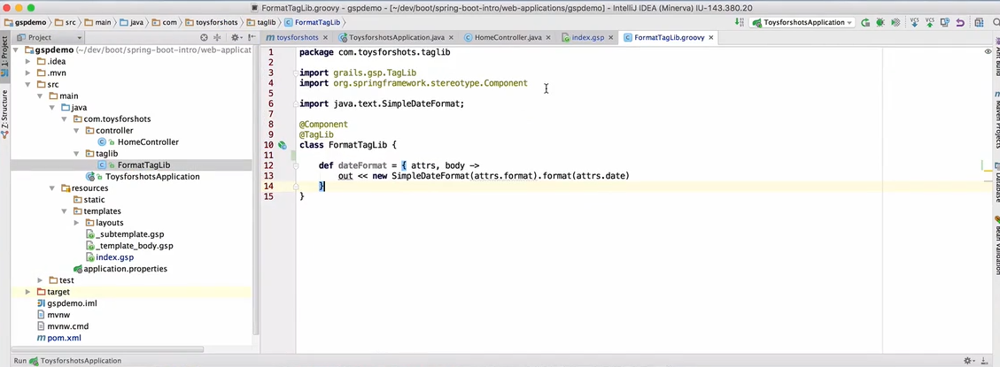 FormatTagLib.groovy - gspdemo - [~/dev/boot/spring-boot-intro/web-applications/gspdemo] - IntelliJ IDEA (Minerva) IU-143.380.20
gspdemo src main java com toysforshots taglib FormatTagLib ToysforshotsApplication VCS VCS
Project toysforshots ToysforshotsApplication.java HomeController.java index.gsp FormatTagLib.groovy
1: Project
Z: Structure
gspdemo (~/dev/boot/spring-boot-intro/web-applicat
.idea
.mvn
src
main
java
com.toysforshots
controller
HomeController
taglib
FormatTagLib
ToysforshotsApplication
resources
static
templates
layouts
_subtemplate.gsp
_template_body.gsp
index.gsp
application.properties
test
target
gspdemo.iml
mvnw
mvnw.cmd
pom.xml
1 package com.toysforshots.taglib
2
3 import grails.gsp.TagLib
4 import org.springframework.stereotype.Component
5
6 import java.text.SimpleDateFormat;
7
8 @Component
9 @TagLib
10 class FormatTagLib {
11
12 def dateFormat = { attrs, body ->
13 out << new SimpleDateFormat(attrs.format).format(attrs.date)
14 }
15 }
Ant Build
Maven Projects
Database
Bean Validation
Run ToysforshotsApplication